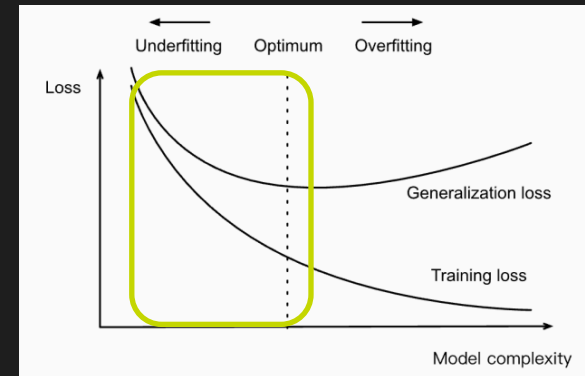 Underfitting Optimum Overfitting
Loss
Generalization loss
Training loss
Model complexity